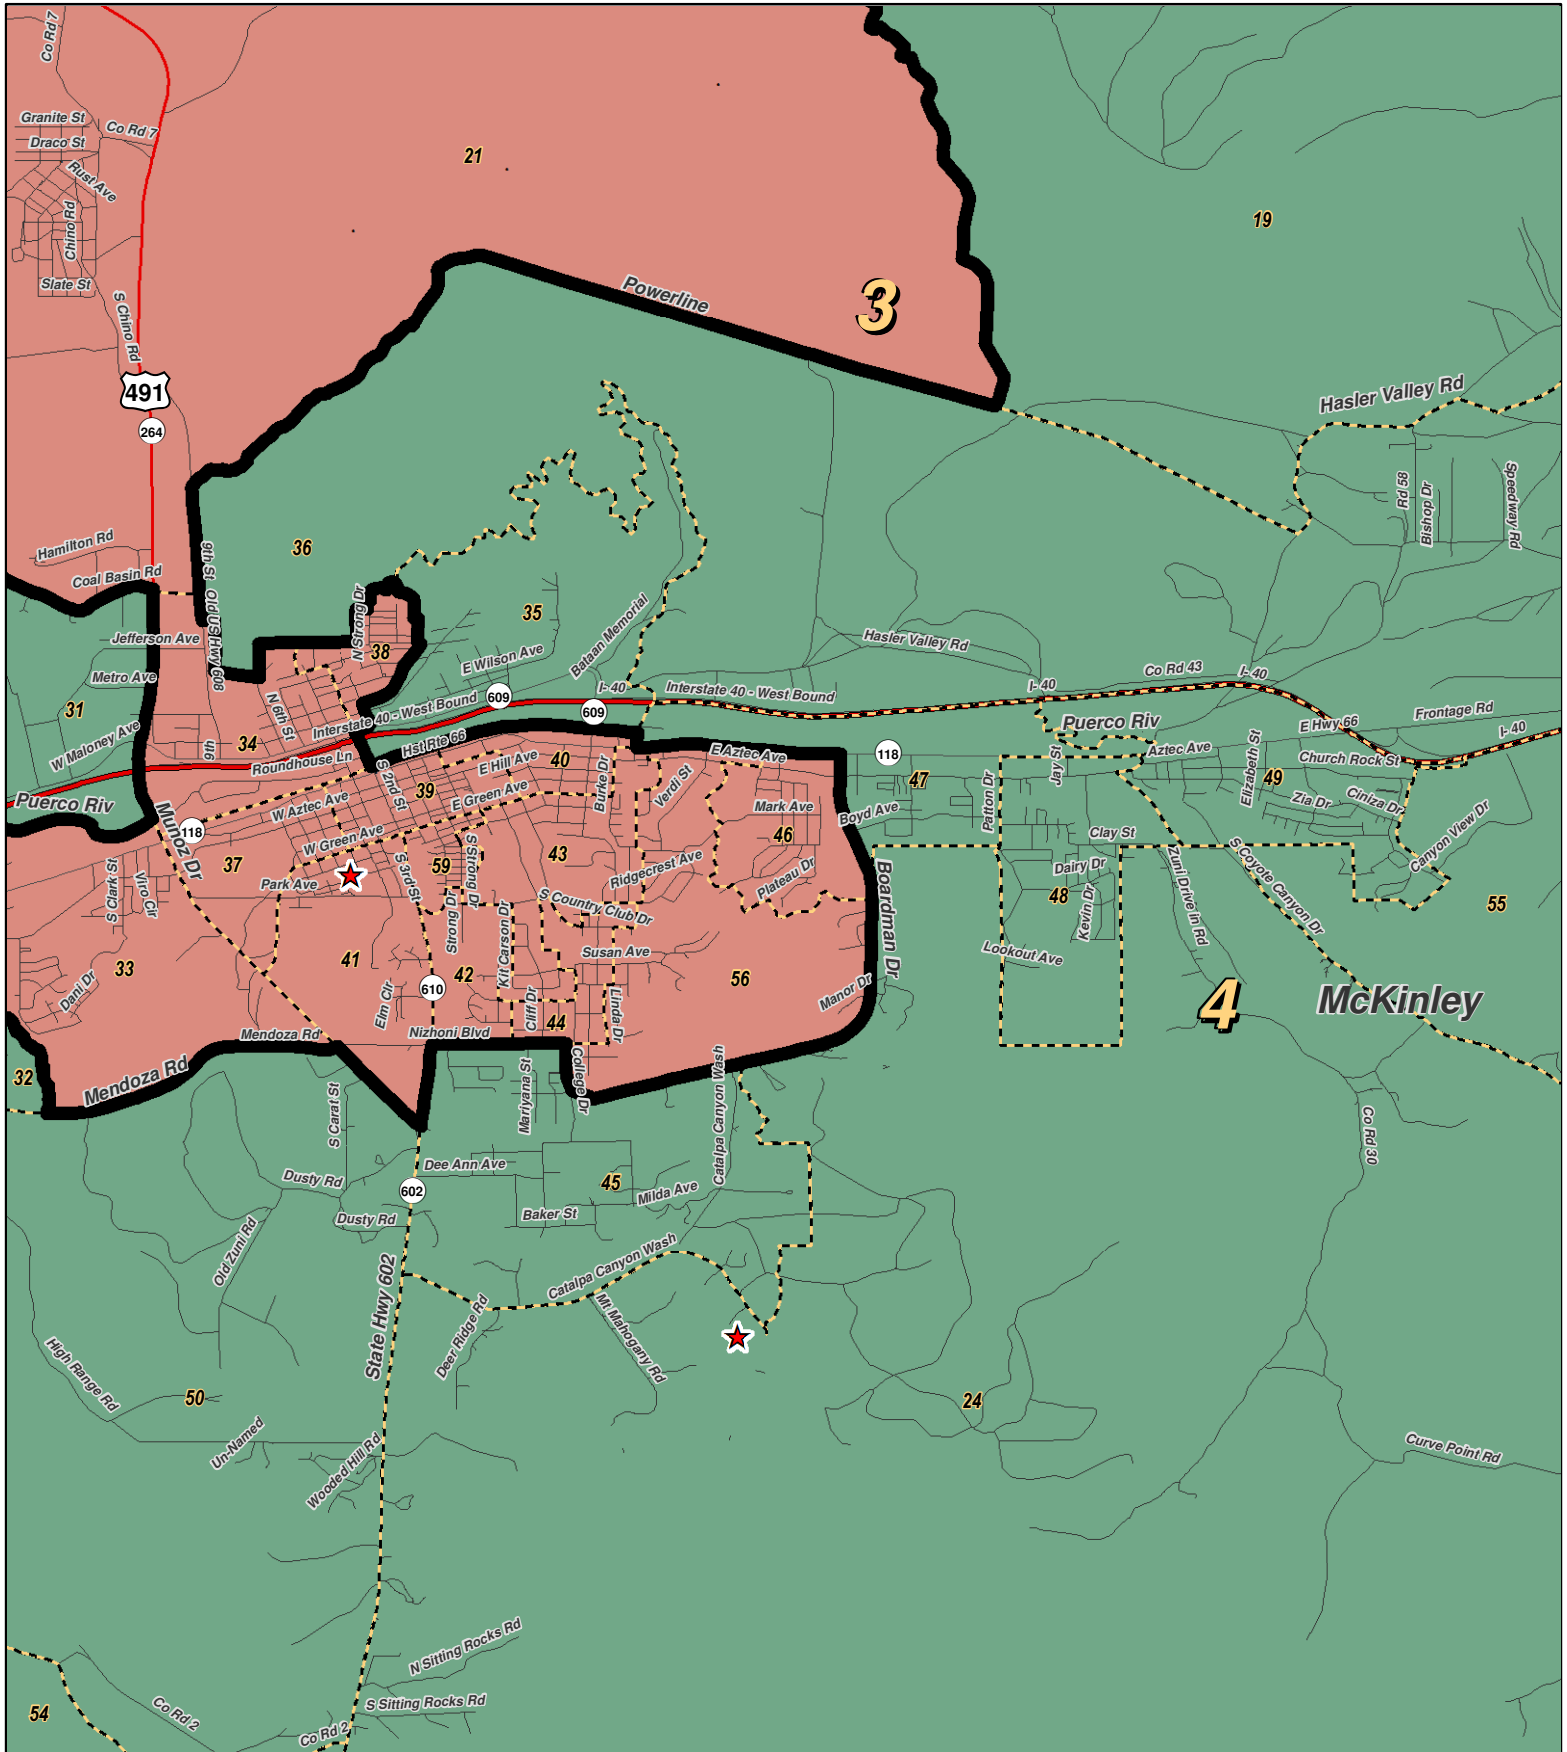 Co Rd 7
Granite St
Co Rd 7
Draco St
21
Rust Ave
19
Chino Rd
Slate St
S Chino Rd
Powerline
3
491
Hasler Valley Rd
264
Rd 58
Bishop Dr
Speedway Rd
Hamilton Rd
36
9th St
Coal Basin Rd
Old US Hwy 608
N Strong Dr
35
Bataan Memorial
Jefferson Ave
38
Hasler Valley Rd
E Wilson Ave
Co Rd 43
I- 40
Metro Ave
I- 40
Interstate 40 - West Bound
I- 40
609
31
N 6th St
Interstate 40 - West Bound
609
Puerco Riv
Frontage Rd
E Hwy 66
I- 40
W Maloney Ave
9th
34
Hst Rte 66
E Aztec Ave
118
Aztec Ave
Roundhouse Ln
E Hill Ave
40
Jay St
Elizabeth St
Church Rock St
Puerco Riv
S 2nd St
39
E Green Ave
Burke Dr
Verdi St
47
Patton Dr
49
Zia Dr
Ciniza Dr
W Aztec Ave
Mark Ave
Boyd Ave
118
Munoz Dr
W Green Ave
46
Clay St
Canyon View Dr
37
S 3rd St
59
S Strong Dr
43
Ridgecrest Ave
Plateau Dr
Boardman Dr
Dairy Dr
Zuni Drive in Rd
S Coyote Canyon Dr
S Clark St
Viro Cir
Park Ave
48
Kevin Dr
55
S Country Club Dr
Strong Dr
Kit Carson Dr
Susan Ave
Lookout Ave
33
Dani Dr
41
42
56
Manor Dr
610
4
McKinley
Elm Cir
Cliff Dr
44
Linda Dr
Mendoza Rd
Nizhoni Blvd
32
Mendoza Rd
S Carat St
Mariyana St
College Dr
Catalpa Canyon Wash
Co Rd 30
Dusty Rd
Dee Ann Ave
602
45
Milda Ave
Dusty Rd
Baker St
Old Zuni Rd
State Hwy 602
Catalpa Canyon Wash
Deer Ridge Rd
Mt Mahogany Rd
High Range Rd
50
24
Un-Named
Wooded Hill Rd
Curve Point Rd
N Sitting Rocks Rd
S Sitting Rocks Rd
54
Co Rd 2
Co Rd 2